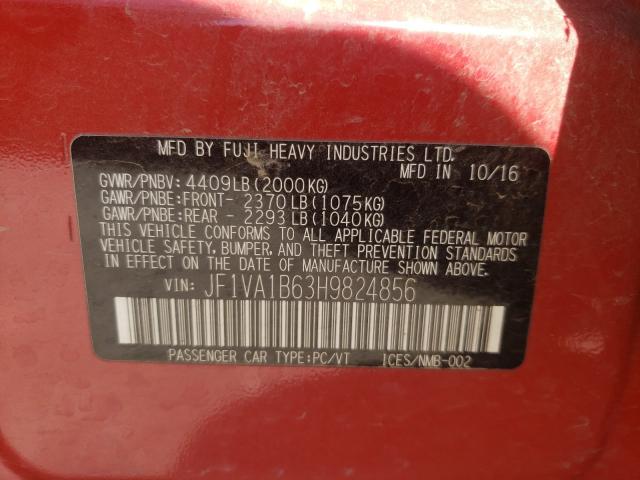 MFD BY FUJI HEAVY INDUSTRIES LTD.
MFD IN 10/16
GVWR/PNBV: 4409LB(2000KG)
GAWR/PNBE:FRONT- 2370LB(1075KG)
GAWR/PNBE:REAR - 2293LB(1040KG)
THIS VEHICLE CONFORMS TO ALL APPLICABLE FEDERAL MOTOR
VEHICLE SAFETY, BUMPER, AND THEFT PREVENTION STANDARDS
IN EFFECT ON THE DATE OF MANUFACTURE SHOWN ABOVE.
VIN: JF1VA1B63H9824856
PASSENGER CAR TYPE:PC/VT ICES/NMB-002